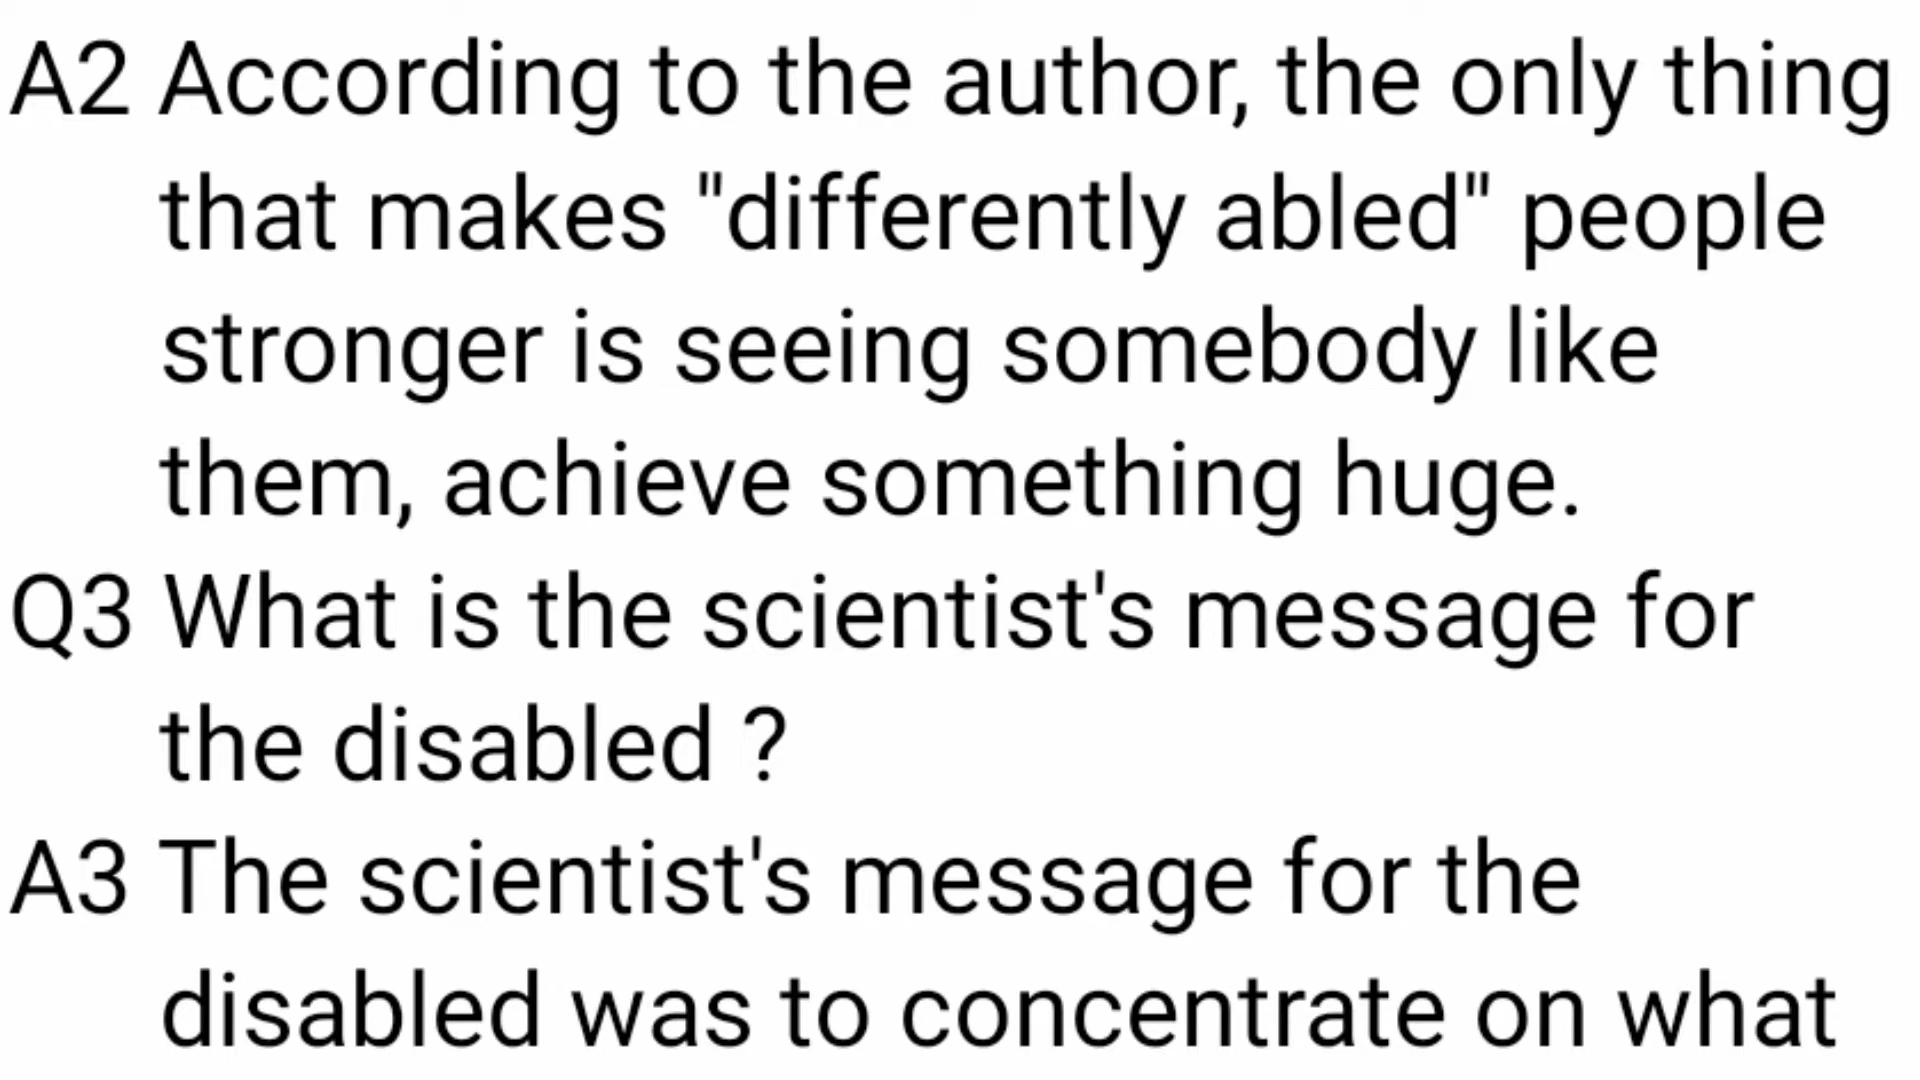 A2 According to the author, the only thing
that makes "differently abled" people
stronger is seeing somebody like
them, achieve something huge.
Q3 What is the scientist's message for
the disabled ?
A3 The scientist's message for the
disabled was to concentrate on what